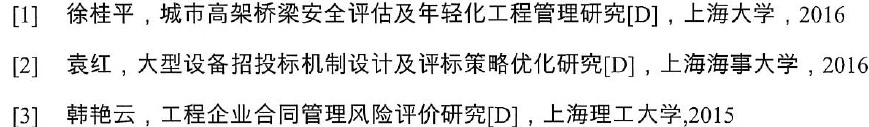 [1] 徐桂平，城市高架桥梁安全评估及年轻化工程管理研究[D]，上海大学，2016
[2] 袁红，大型设备招投标机制设计及评标策略优化研究[D]，上海海事大学，2016
[3] 韩艳云，工程企业合同管理风险评价研究[D]，上海理工大学,2015